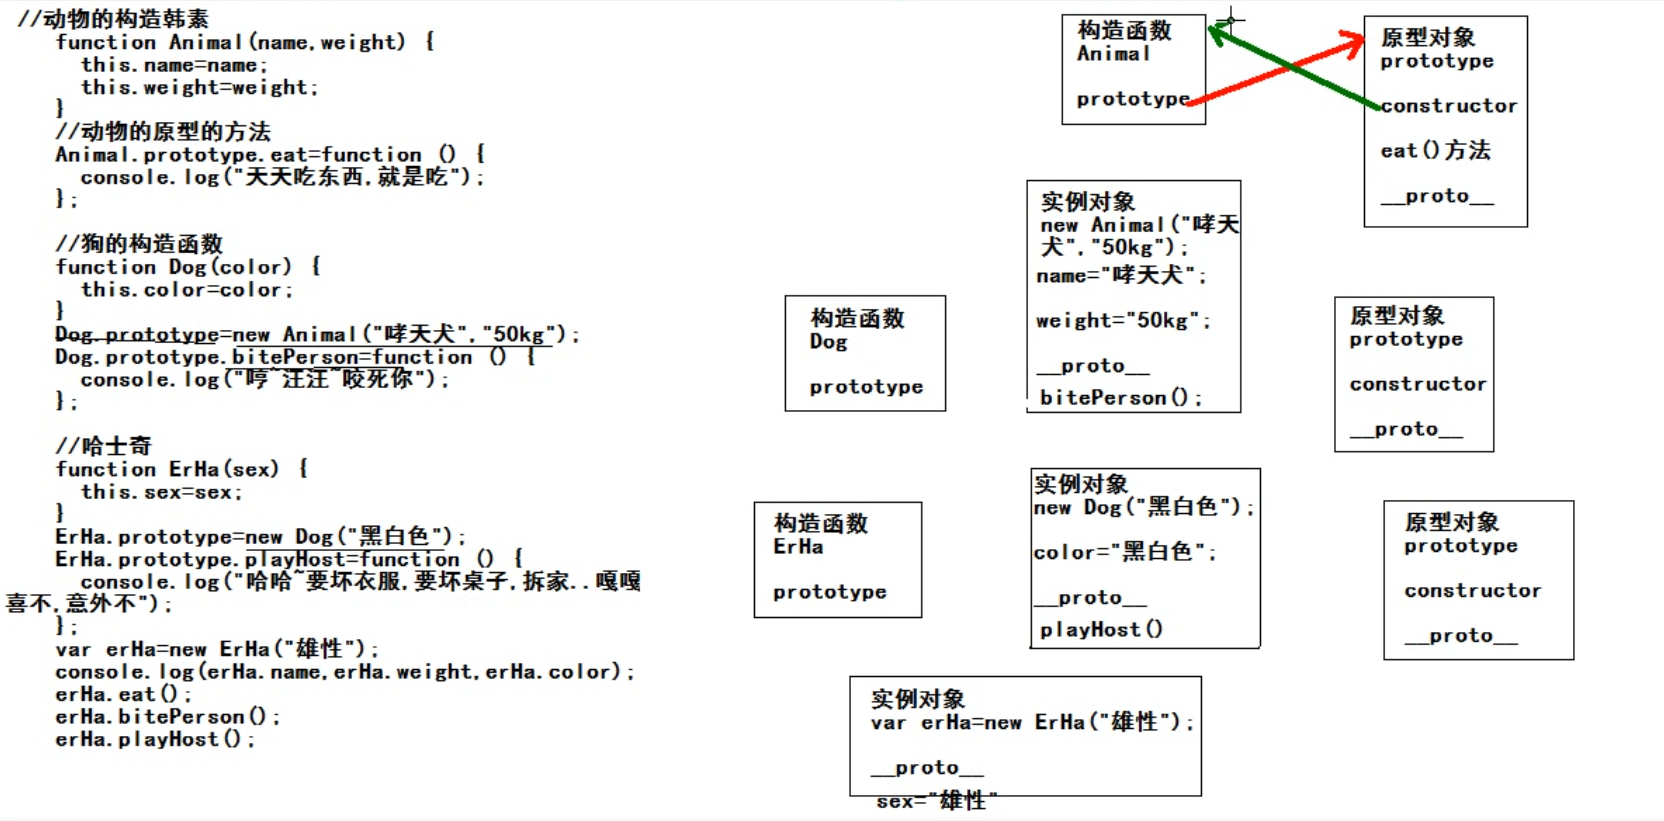 //动物的构造韩素
function Animal(name,weight) {
this.name=name;
this.weight=weight;
}
//动物的原型的方法
Animal.prototype.eat=function () {
console.log("天天吃东西,就是吃");
};
//狗的构造函数
function Dog(color) {
this.color=color;
}
Dog.prototype=new Animal("哮天犬","50kg");
Dog.prototype.bitePerson=function () {
console.log("哼~汪汪~咬死你");
};
//哈士奇
function ErHa(sex) {
this.sex=sex;
}
ErHa.prototype=new Dog("黑白色");
ErHa.prototype.playHost=function () {
console.log("哈哈~要坏衣服,要坏桌子,拆家..嘎嘎
喜不,意外不");
};
var erHa=new ErHa("雄性");
console.log(erHa.name,erHa.weight,erHa.color);
erHa.eat();
erHa.bitePerson();
erHa.playHost();
构造函数
Animal
prototype
原型对象
prototype
constructor
eat()方法
__proto__
实例对象
new Animal("哮天
犬","50kg");
name="哮天犬";
weight="50kg";
__proto__
bitePerson();
构造函数
Dog
prototype
原型对象
prototype
constructor
__proto__
构造函数
ErHa
prototype
实例对象
new Dog("黑白色");
color="黑白色";
__proto__
playHost()
原型对象
prototype
constructor
__proto__
实例对象
var erHa=new ErHa("雄性");
__proto__
sex="雄性"